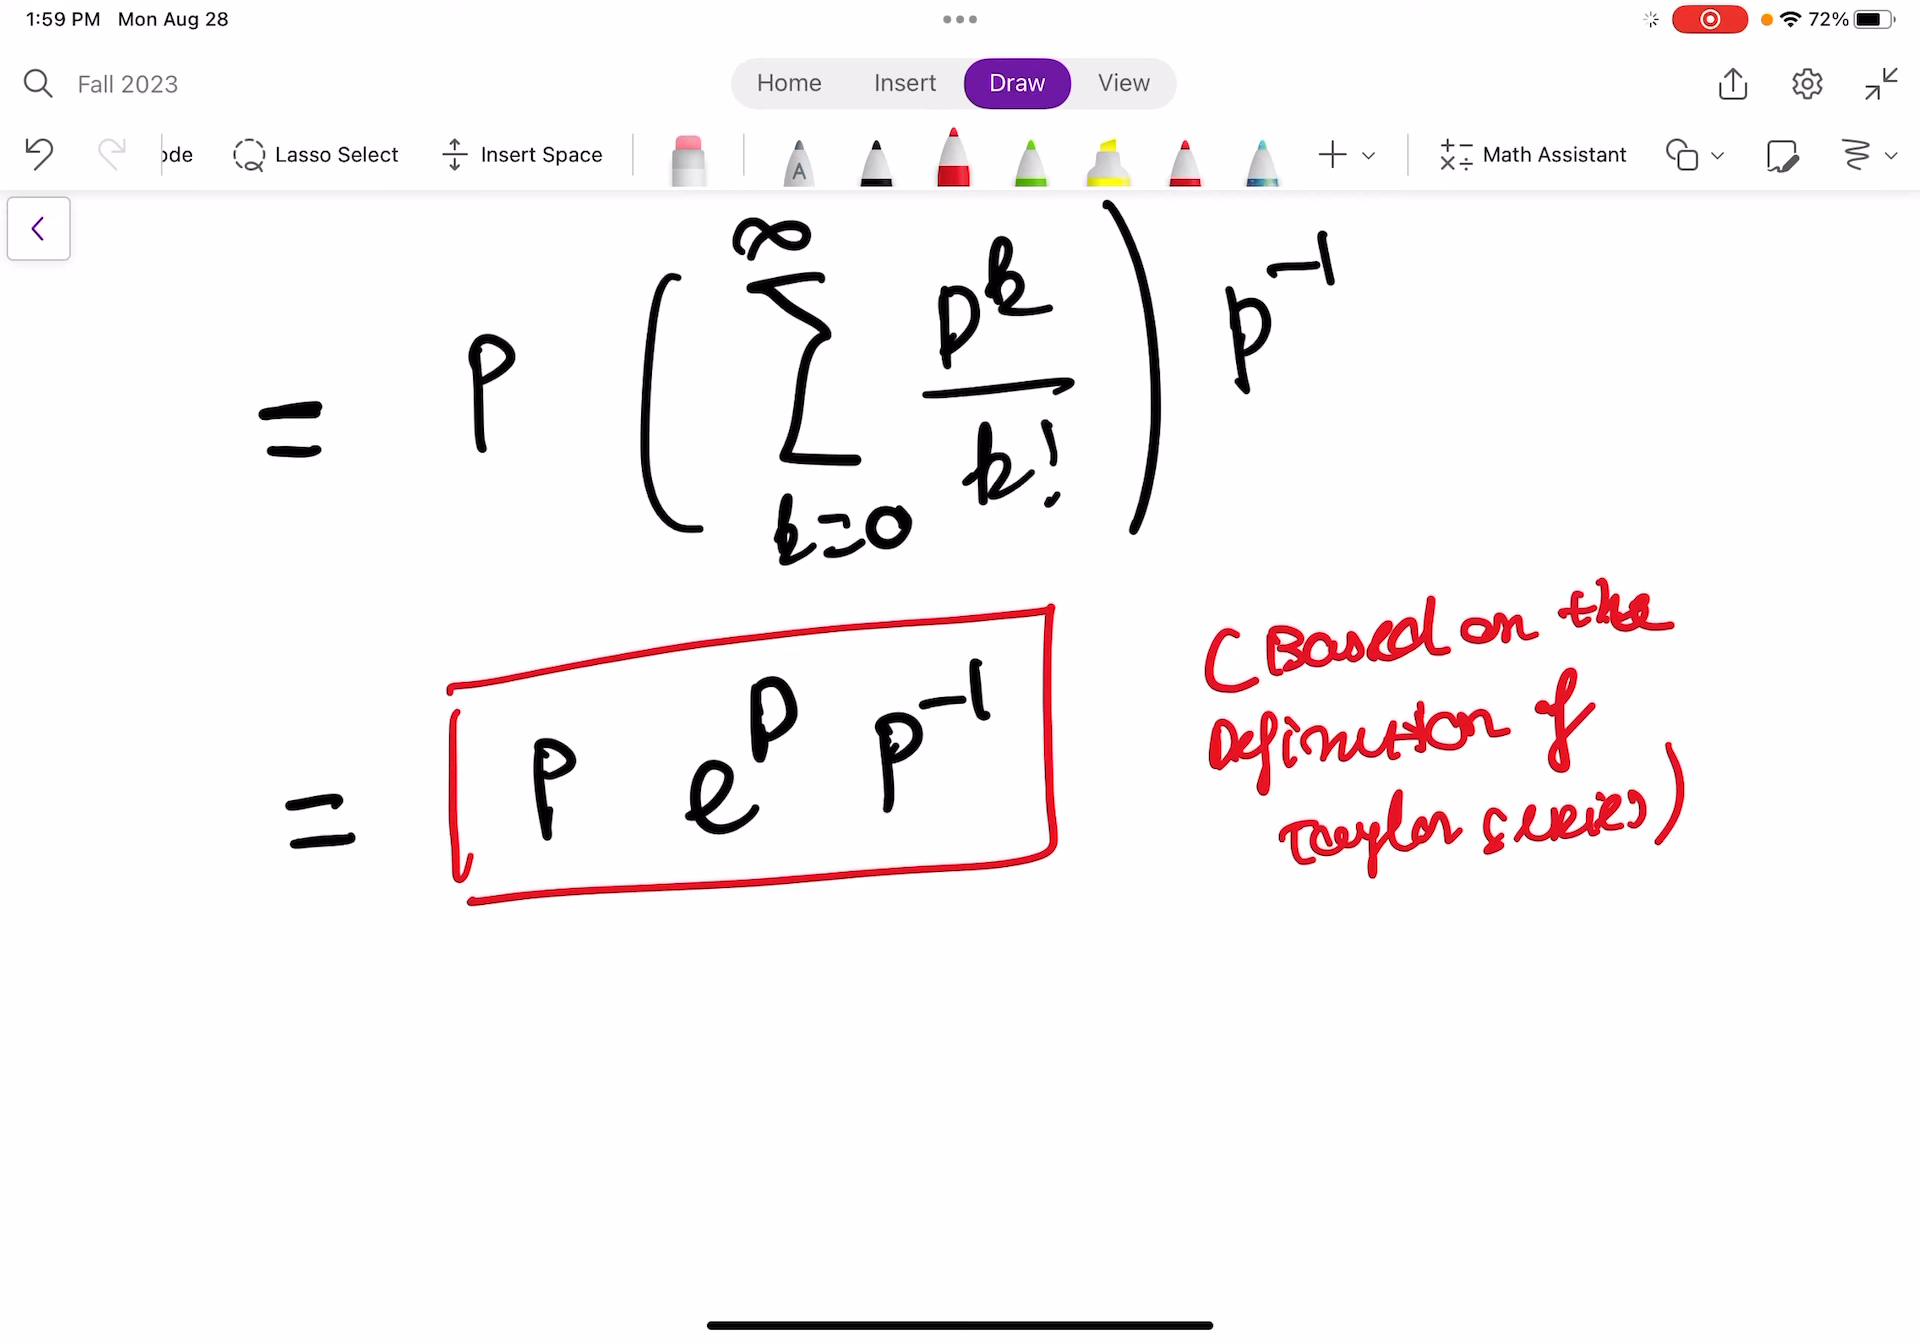 1:59 PM Mon Aug 28
72%
Fall 2023
Home Insert Draw View
ode Lasso Select Insert Space A Math Assistant
= P ( ∞ ∑ k=0 D^k / k! ) P^-1
= P e^D P^-1
(Based on the
Definition of
Taylor series)